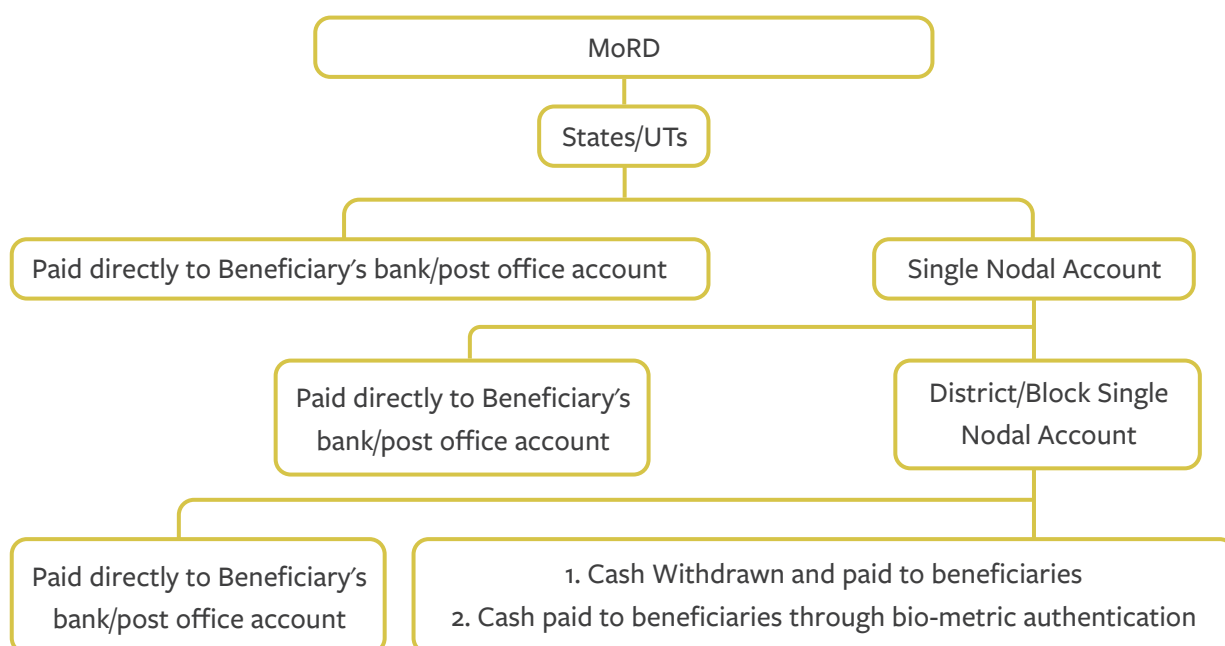 MoRD
States/UTs
Paid directly to Beneficiary's bank/post office account
Single Nodal Account
Paid directly to Beneficiary's
bank/post office account
District/Block Single
Nodal Account
Paid directly to Beneficiary's
bank/post office account
1. Cash Withdrawn and paid to beneficiaries
2. Cash paid to beneficiaries through bio-metric authentication